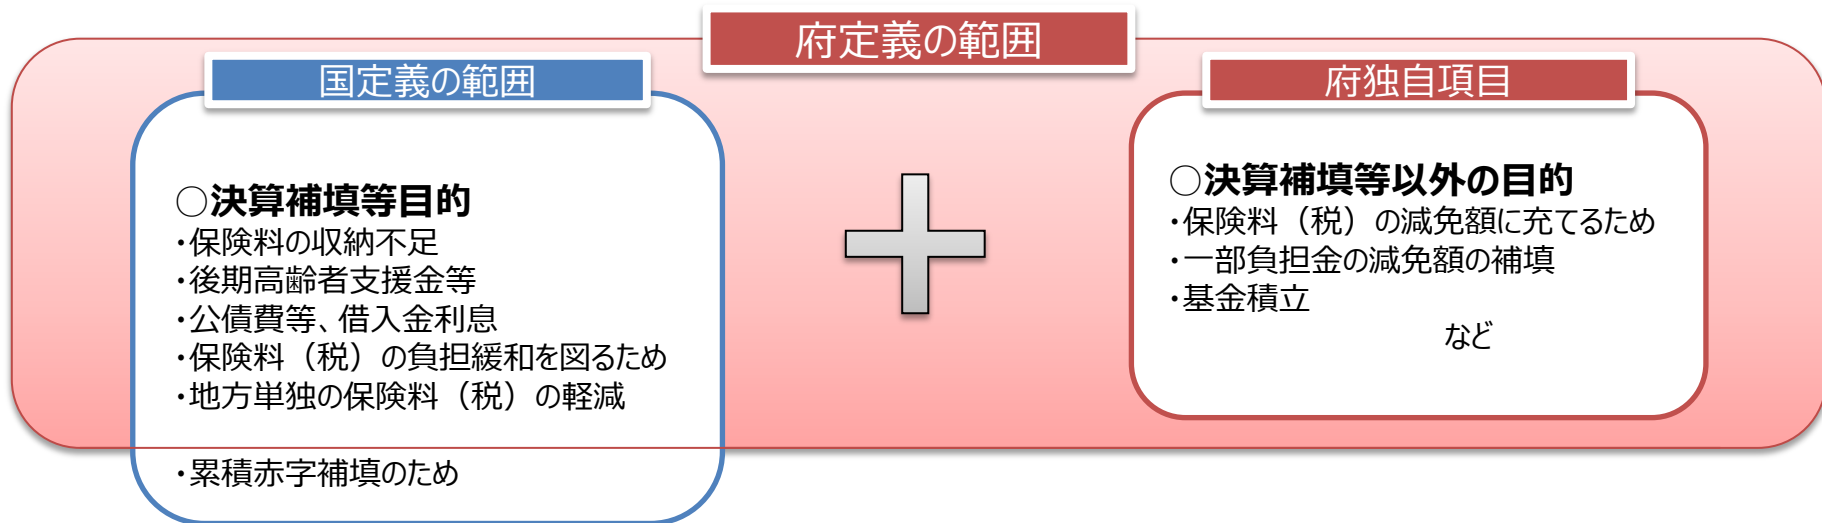 府定義の範囲
国定義の範囲
○決算補填等目的
・保険料の収納不足
・後期高齢者支援金等
・公債費等、借入金利息
・保険料（税）の負担緩和を図るため
・地方単独の保険料（税）の軽減
・累積赤字補填のため
府独自項目
○決算補填等以外の目的
・保険料（税）の減免額に充てるため
・一部負担金の減免額の補填
・基金積立
など